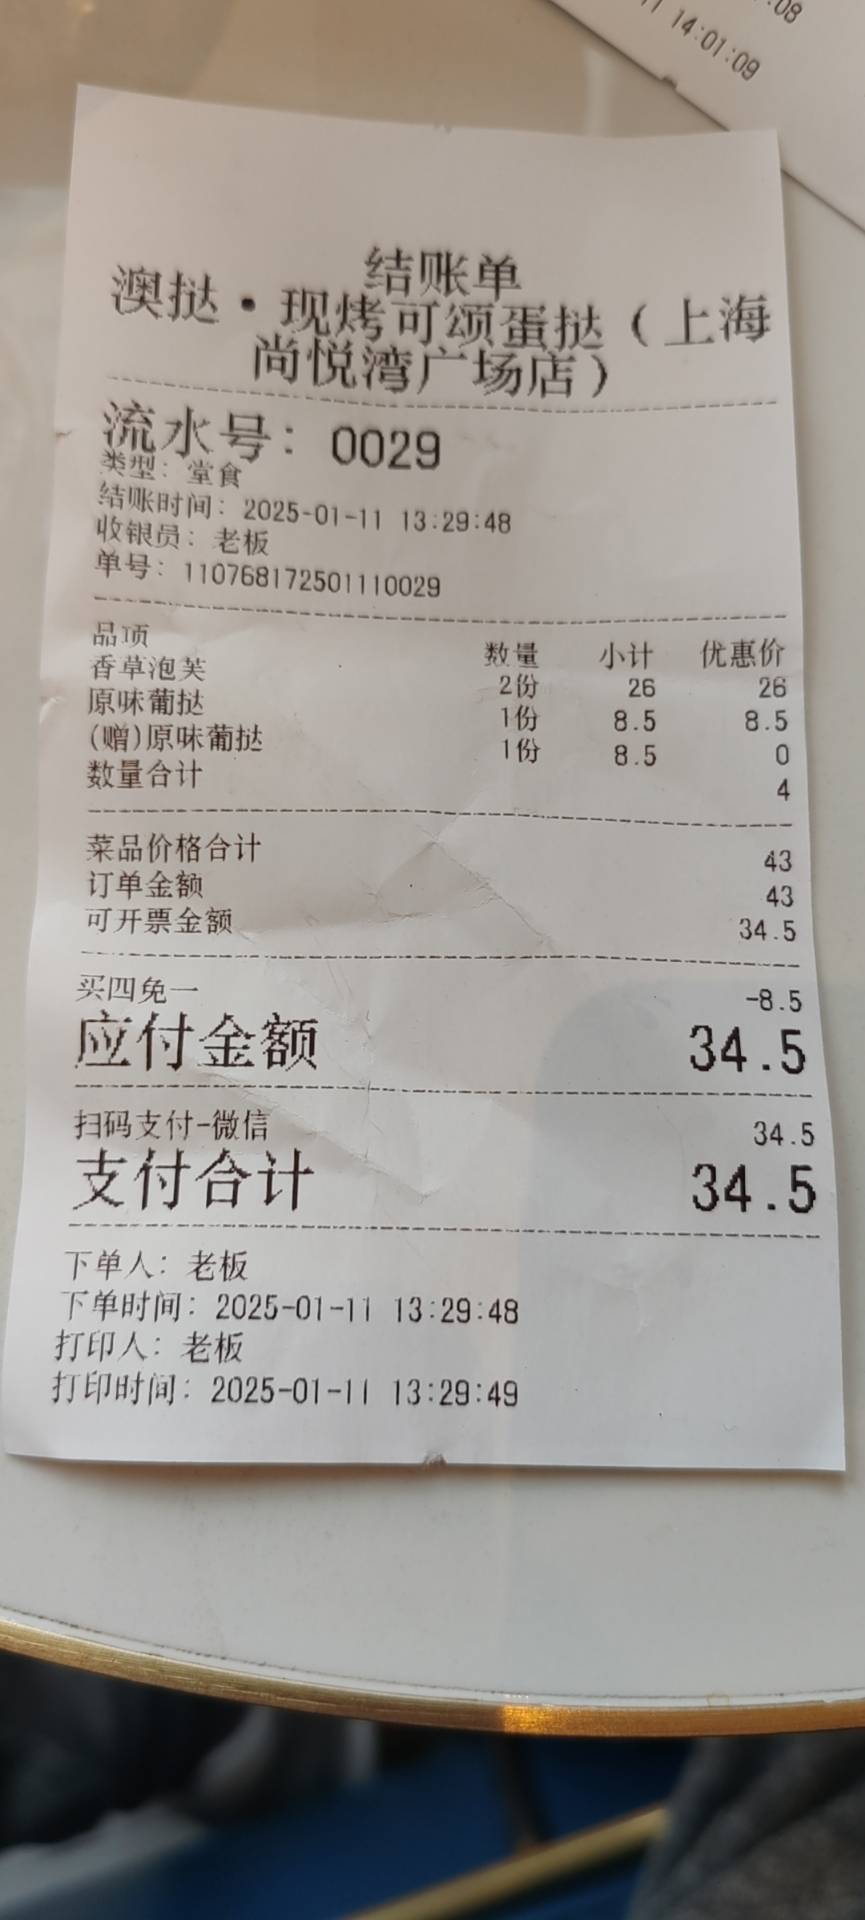 :08
11 14:01:09
结账单
澳挞·现烤可颂蛋挞（上海
尚悦湾广场店）
流水号：0029
类型：堂食
结账时间：2025-01-11 13:29:48
收银员：老板
单号：110768172501110029
品项 数量 小计 优惠价
香草泡芙 2份 26 26
原味葡挞 1份 8.5 8.5
(赠)原味葡挞 1份 8.5 0
数量合计 4
菜品价格合计 43
订单金额 43
可开票金额 34.5
买四免一 -8.5
应付金额 34.5
扫码支付-微信 34.5
支付合计 34.5
下单人：老板
下单时间：2025-01-11 13:29:48
打印人：老板
打印时间：2025-01-11 13:29:49